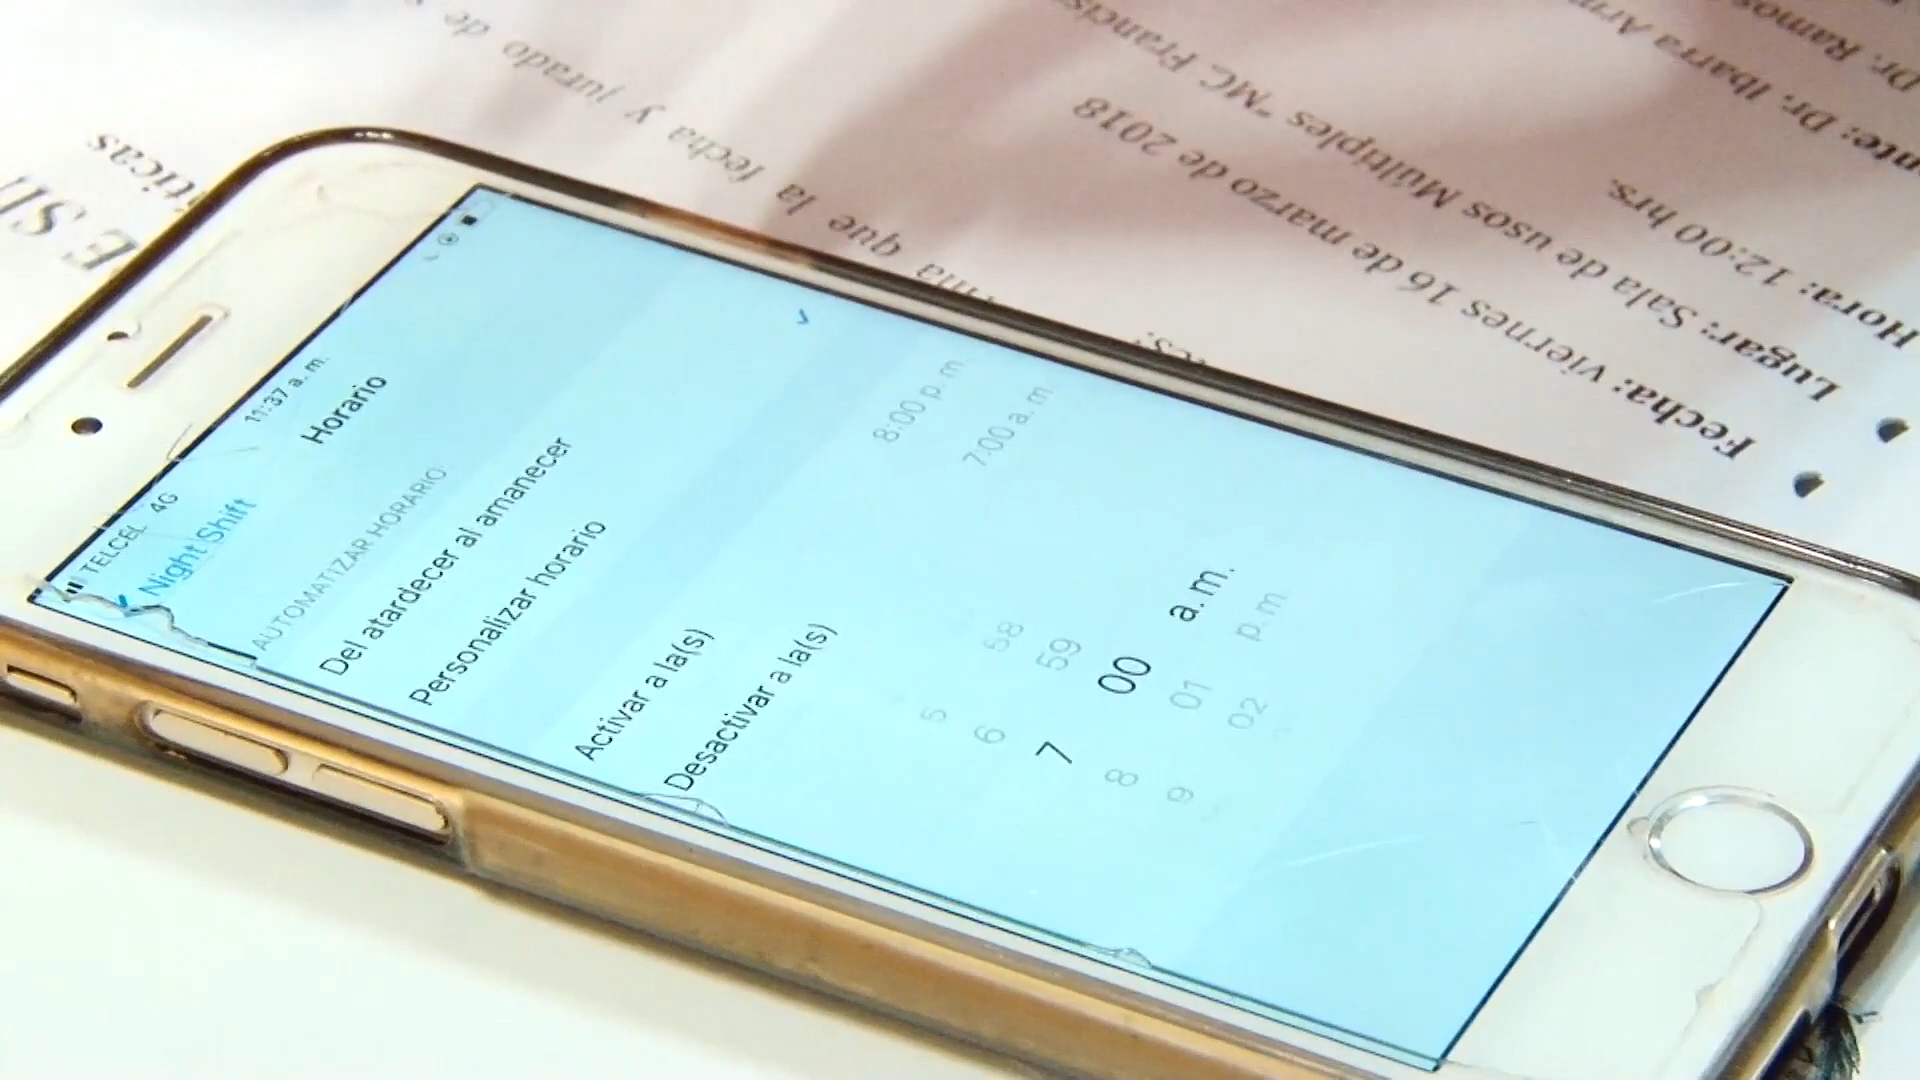 TELCEL 4G 11:37 a. m.
Night Shift Horario
AUTOMATIZAR HORARIO
Del atardecer al amanecer
Personalizar horario
Activar a la(s) 8:00 p. m.
Desactivar a la(s) 7:00 a. m.
5 58
6 59
7 00 a. m.
8 01 p. m.
9 02
ticas
que la fecha y jurado de
Fecha: viernes 16 de marzo de 2018
Lugar: Sala de usos Múltiples "MC Francis
Hora: 12:00 hrs.
nte: Dr. Ibarra Arm
Dr. Ramos